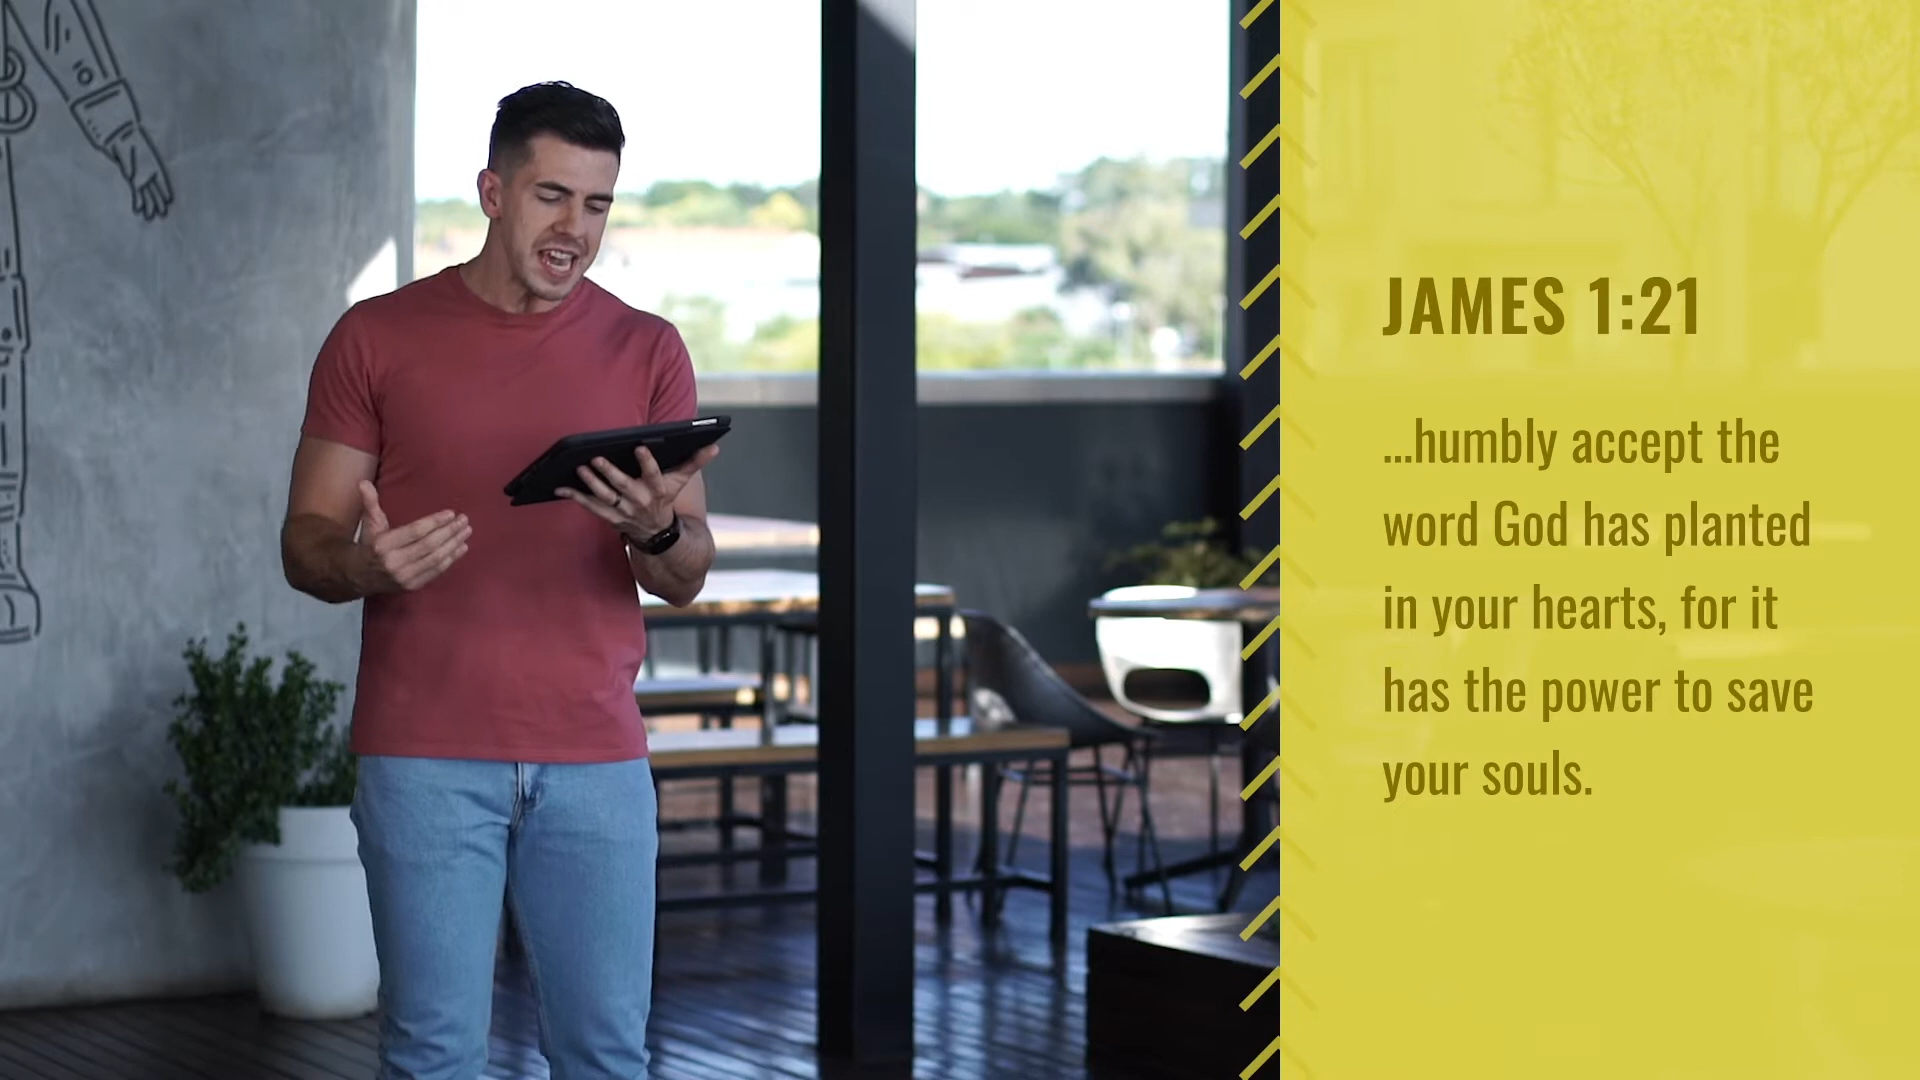 JAMES 1:21
...humbly accept the
word God has planted
in your hearts, for it
has the power to save
your souls.